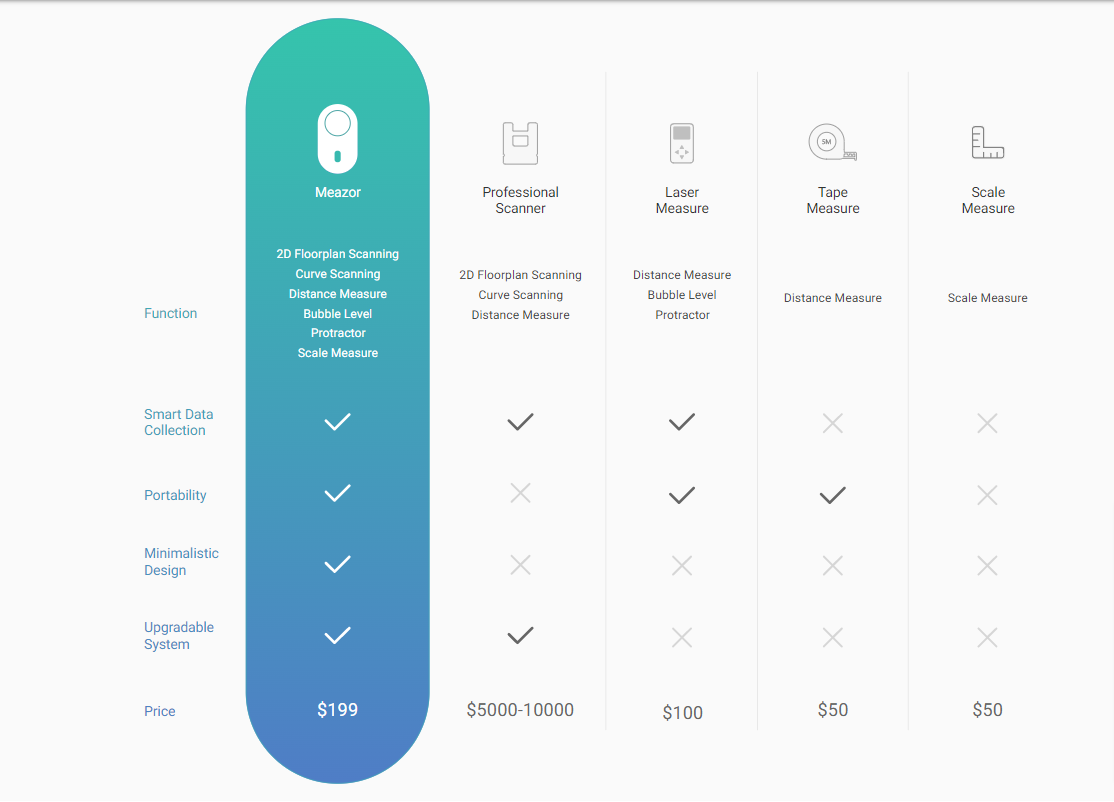 5M
Meazor
Professional
Scanner
Laser
Measure
Tape
Measure
Scale
Measure
Function
2D Floorplan Scanning
Curve Scanning
Distance Measure
Bubble Level
Protractor
Scale Measure
2D Floorplan Scanning
Curve Scanning
Distance Measure
Distance Measure
Bubble Level
Protractor
Distance Measure
Scale Measure
Smart Data
Collection
Portability
Minimalistic
Design
Upgradable
System
Price
$199
$5000-10000
$100
$50
$50